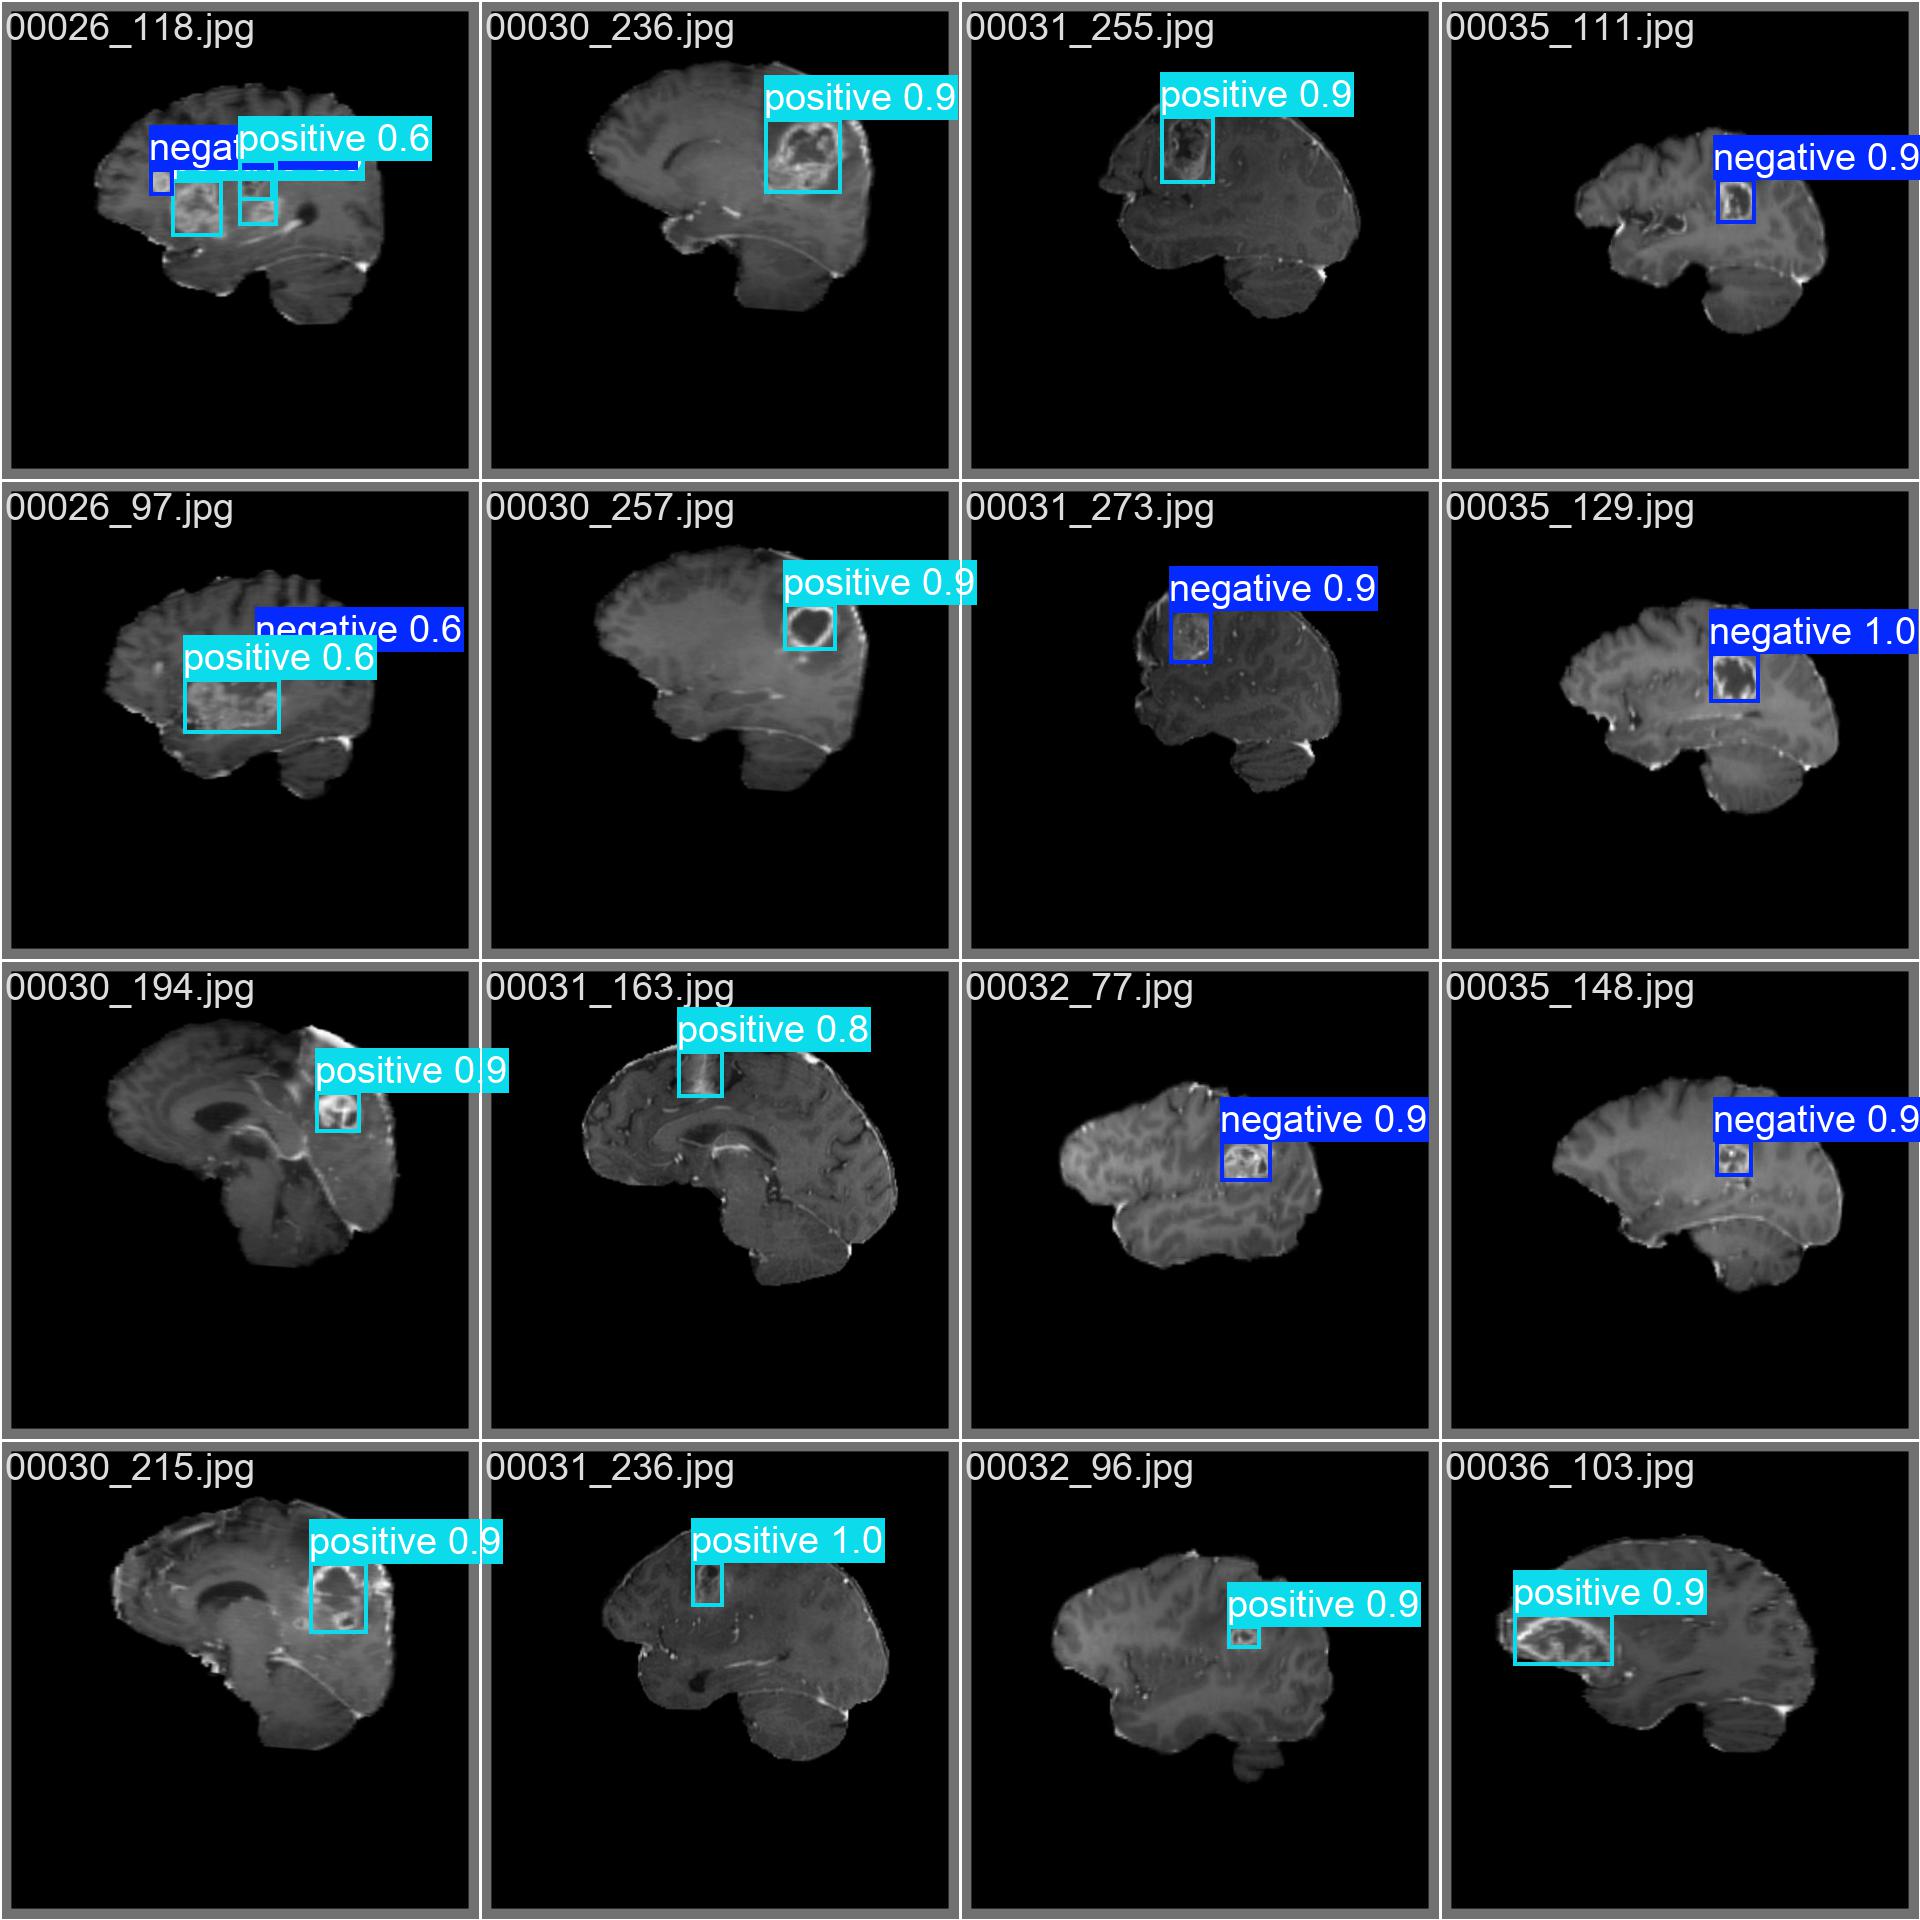 00026_118.jpg
negat
positive 0.6
00030_236.jpg
positive 0.9
00031_255.jpg
positive 0.9
00035_111.jpg
negative 0.9
00026_97.jpg
negative 0.6
positive 0.6
00030_257.jpg
positive 0.9
00031_273.jpg
negative 0.9
00035_129.jpg
negative 1.0
00030_194.jpg
positive 0.9
00031_163.jpg
positive 0.8
00032_77.jpg
negative 0.9
00035_148.jpg
negative 0.9
00030_215.jpg
positive 0.9
00031_236.jpg
positive 1.0
00032_96.jpg
positive 0.9
00036_103.jpg
positive 0.9